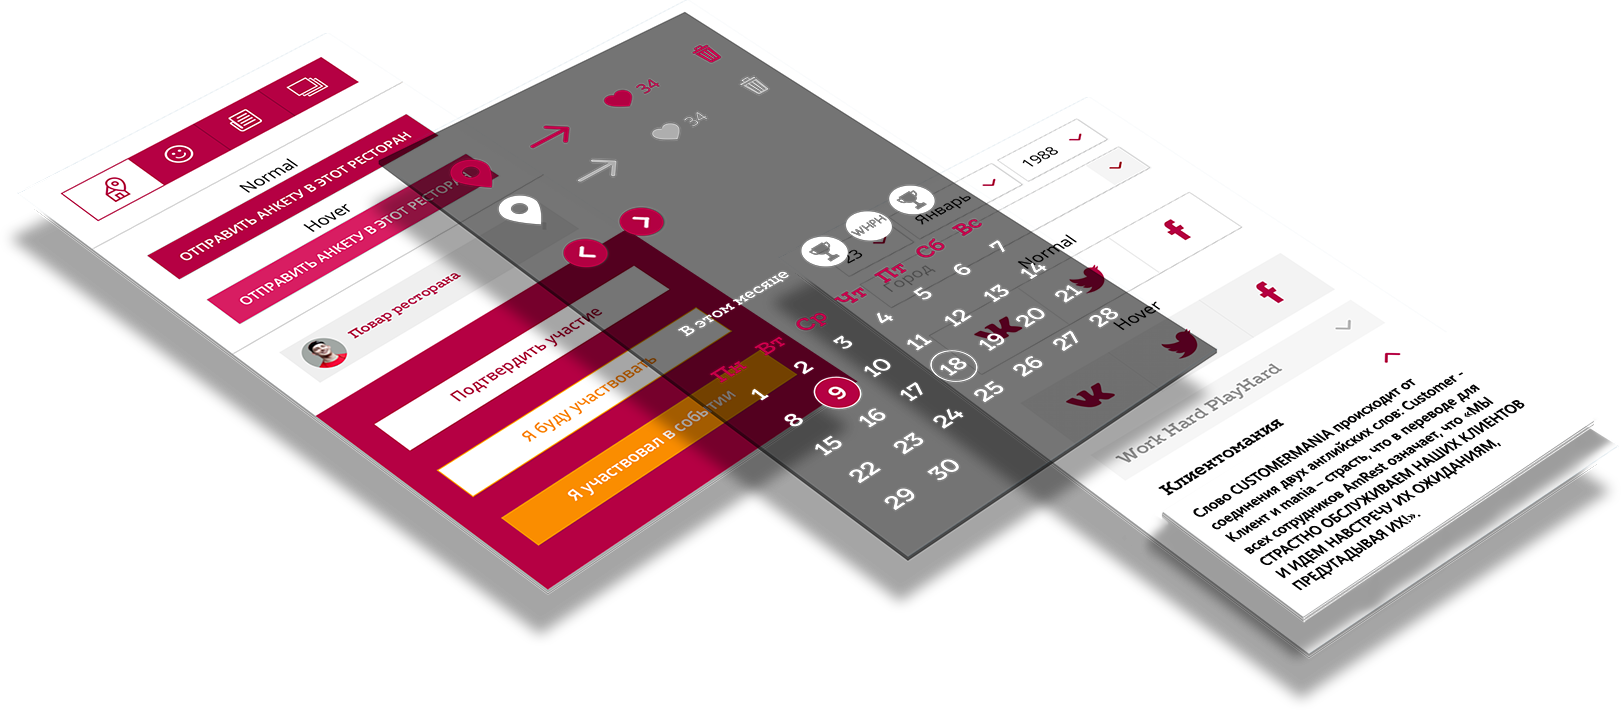 Normal
ОТПРАВИТЬ АНКЕТУ В ЭТОТ РЕСТОРАН
Hover
ОТПРАВИТЬ АНКЕТУ В ЭТОТ РЕСТОРАН
Повар ресторана
Подтвердить участие
Я буду участвовать
Я участвовал в событии
34
34
WHPH
В этом месяце
Пн Вт Ср Чт Пт Сб Вс
1 2 3 4 5 6 7
8 9 10 11 12 13 14
15 16 17 18 19 20 21
22 23 24 25 26 27 28
29 30
23
Январь
1988
Город
Normal
Hover
Work Hard PlayHard
Клиентомания
Слово CUSTOMERMANIA происходит от
соединения двух английских слов: Customer -
Клиент и mania – страсть, что в переводе для
всех сотрудников AmRest означает, что «МЫ
СТРАСТНО ОБСЛУЖИВАЕМ НАШИХ КЛИЕНТОВ
И ИДЕМ НАВСТРЕЧУ ИХ ОЖИДАНИЯМ,
ПРЕДУГАДЫВАЯ ИХ!».